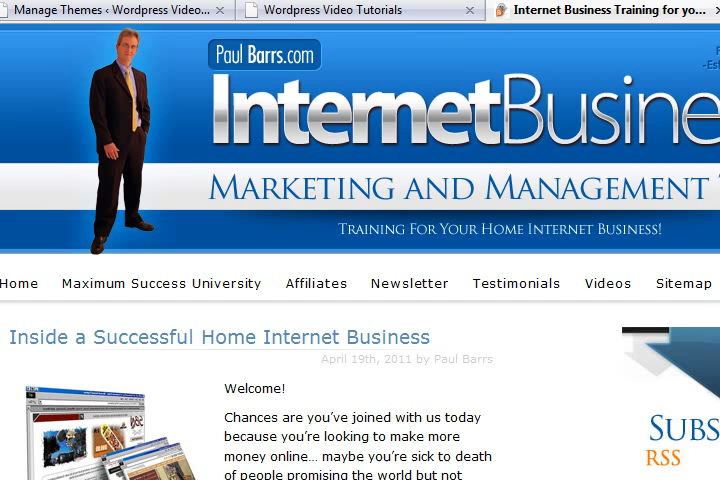 Manage Themes ‹ Wordpress Video...
Wordpress Video Tutorials
Internet Business Training for yo...
Paul Barrs.com
InternetBusine
MARKETING AND MANAGEMENT
TRAINING FOR YOUR HOME INTERNET BUSINESS!
Home Maximum Success University Affiliates Newsletter Testimonials Videos Sitemap
Inside a Successful Home Internet Business
April 19th, 2011 by Paul Barrs
Welcome!
Chances are you’ve joined with us today
because you’re looking to make more
money online… maybe you’re sick to death
of people promising the world but not
SUBS
RSS